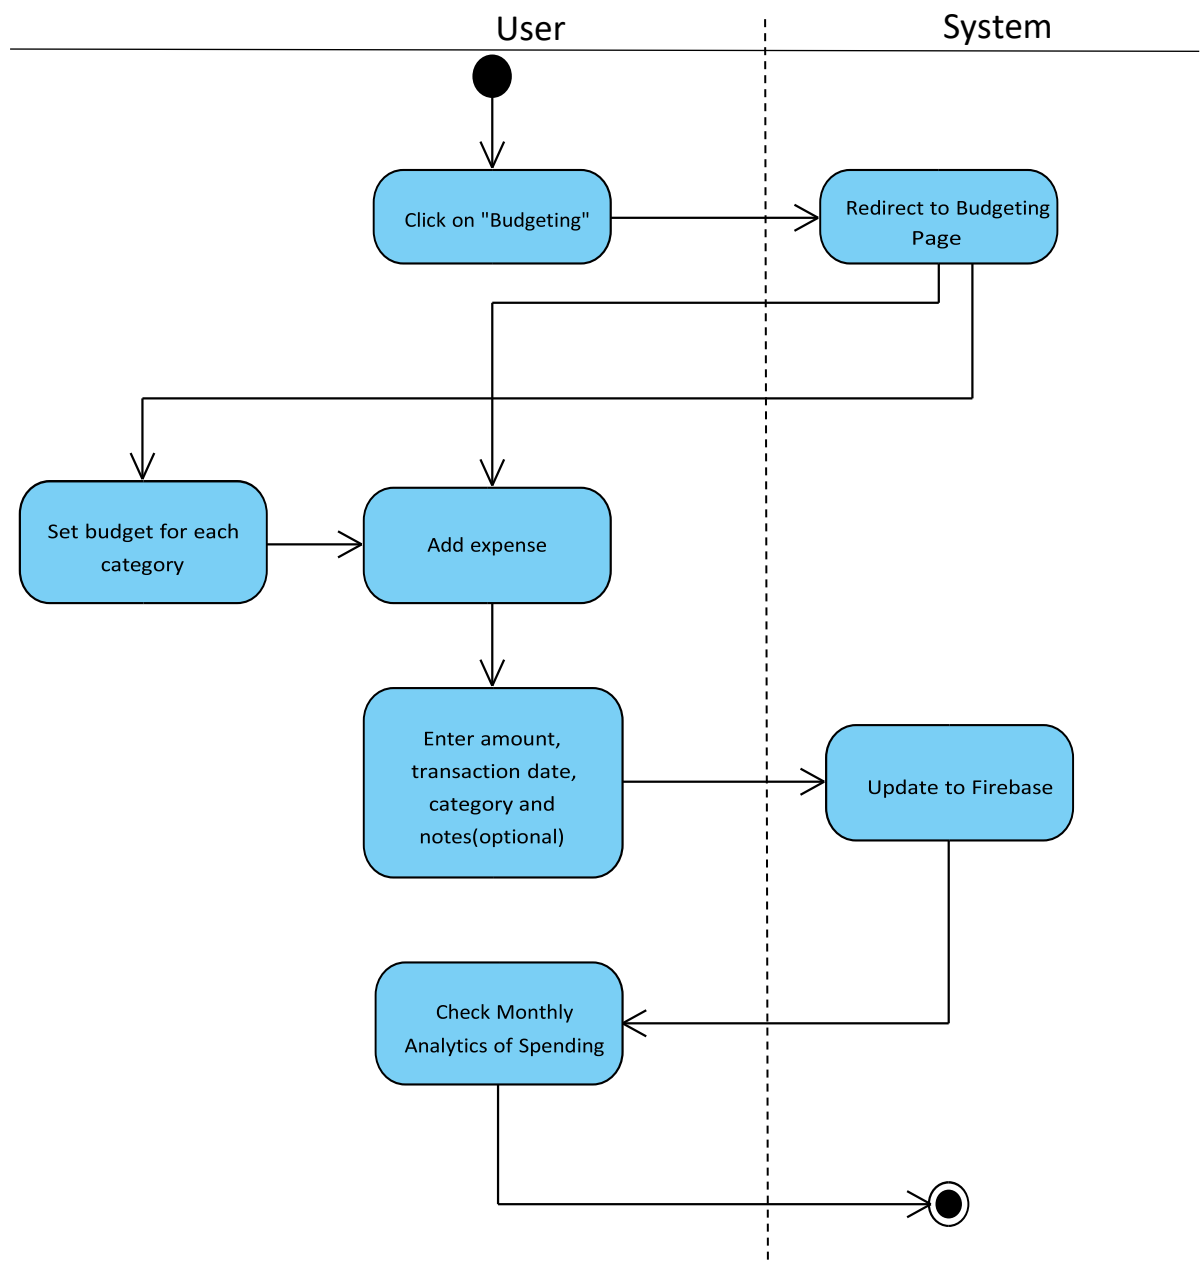 User
System
Click on "Budgeting"
Redirect to Budgeting
Page
Set budget for each
category
Add expense
Enter amount,
transaction date,
category and
notes(optional)
Update to Firebase
Check Monthly
Analytics of Spending